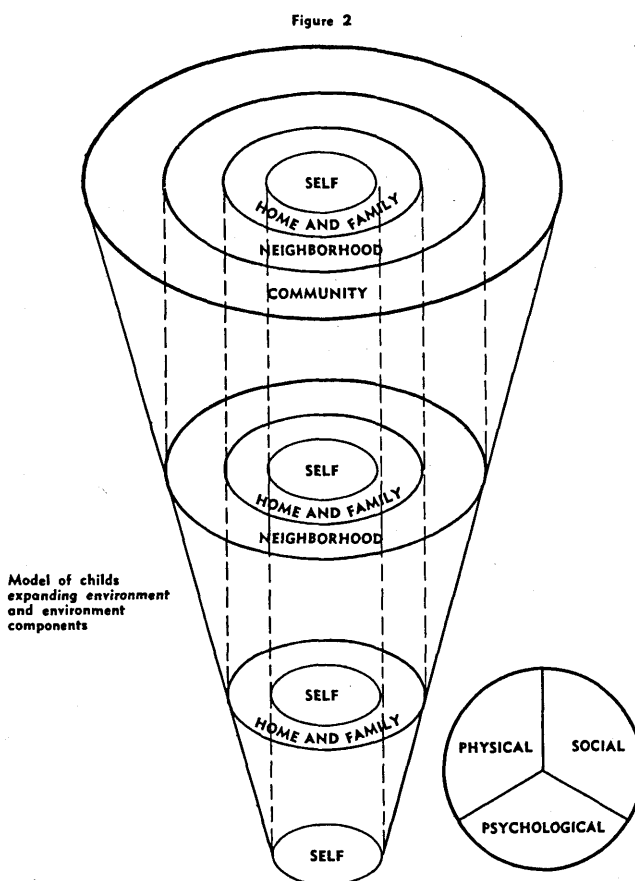 Figure 2
SELF
HOME AND FAMILY
NEIGHBORHOOD
COMMUNITY
SELF
HOME AND FAMILY
NEIGHBORHOOD
Model of childs
expanding environment
and environment
components
SELF
HOME AND FAMILY
PHYSICAL
SOCIAL
PSYCHOLOGICAL
SELF